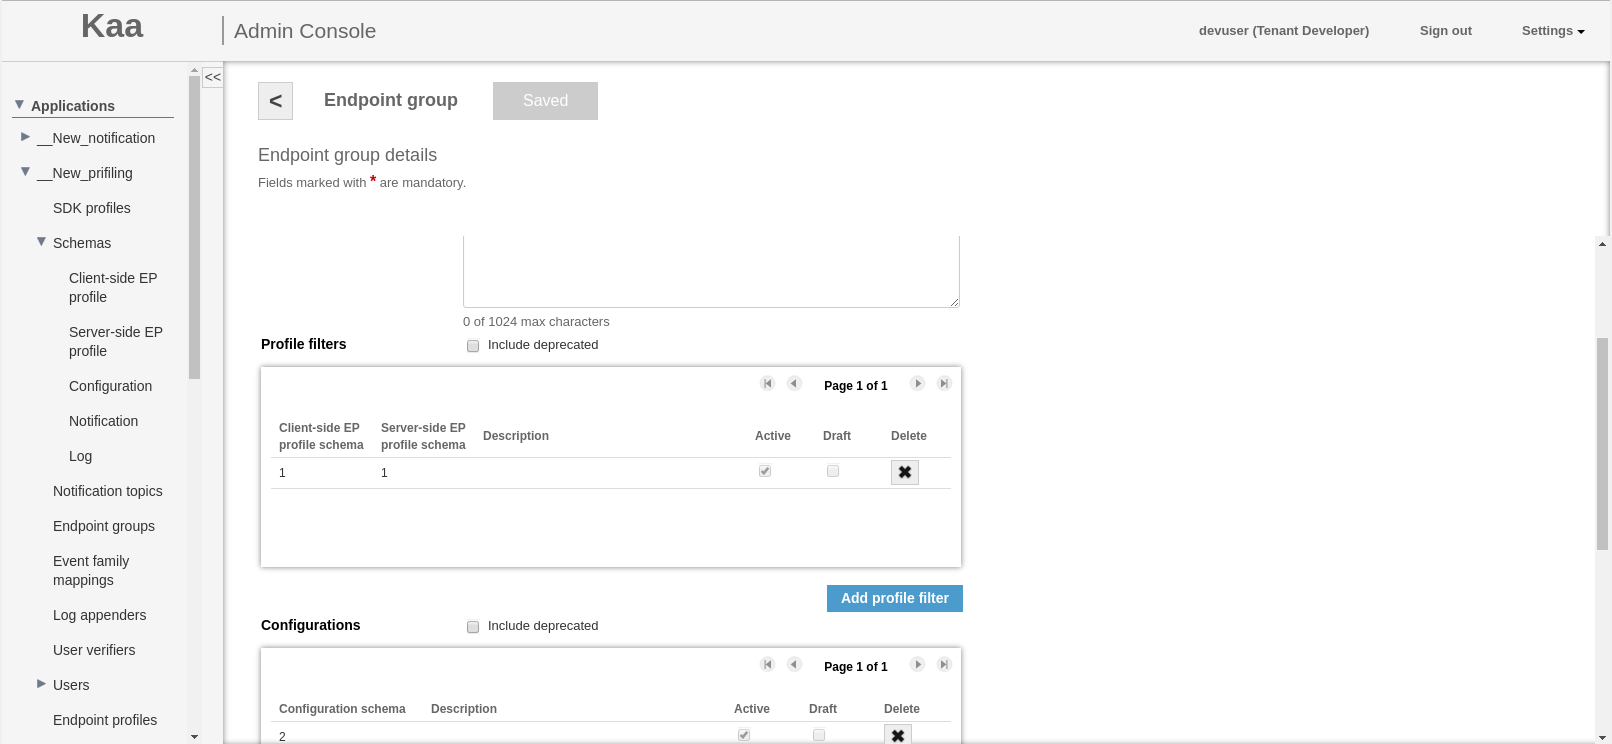 Kaa
Admin Console
devuser (Tenant Developer)
Sign out
Settings
<<
Applications
__New_notification
__New_prifiling
SDK profiles
Schemas
Client-side EP
profile
Server-side EP
profile
Configuration
Notification
Log
Notification topics
Endpoint groups
Event family
mappings
Log appenders
User verifiers
Users
Endpoint profiles
<
Endpoint group
Saved
Endpoint group details
Fields marked with * are mandatory.
0 of 1024 max characters
Profile filters
Include deprecated
Page 1 of 1
Client-side EP
profile schema
Server-side EP
profile schema
Description
Active
Draft
Delete
1
1
Add profile filter
Configurations
Include deprecated
Page 1 of 1
Configuration schema
Description
Active
Draft
Delete
2